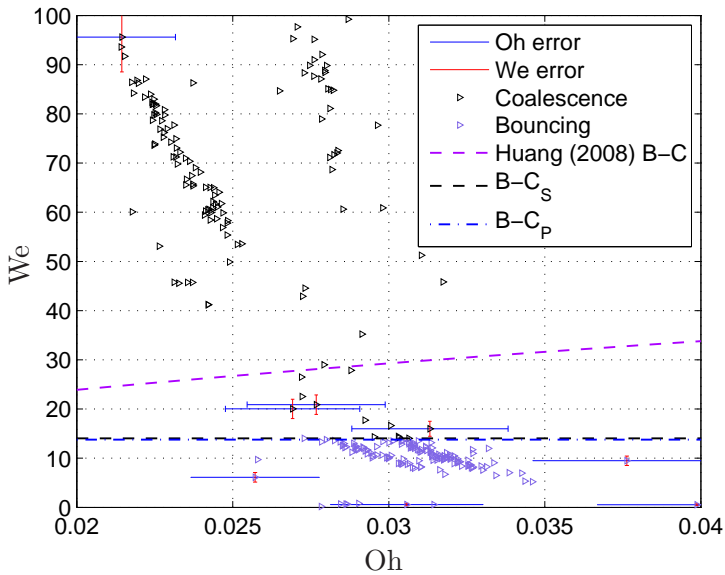 100
90
80
70
60
50
40
30
20
10
0
We
0.02
0.025
0.03
0.035
0.04
Oh
Oh error
We error
Coalescence
Bouncing
Huang (2008) B−C
B−C_S
B−C_P